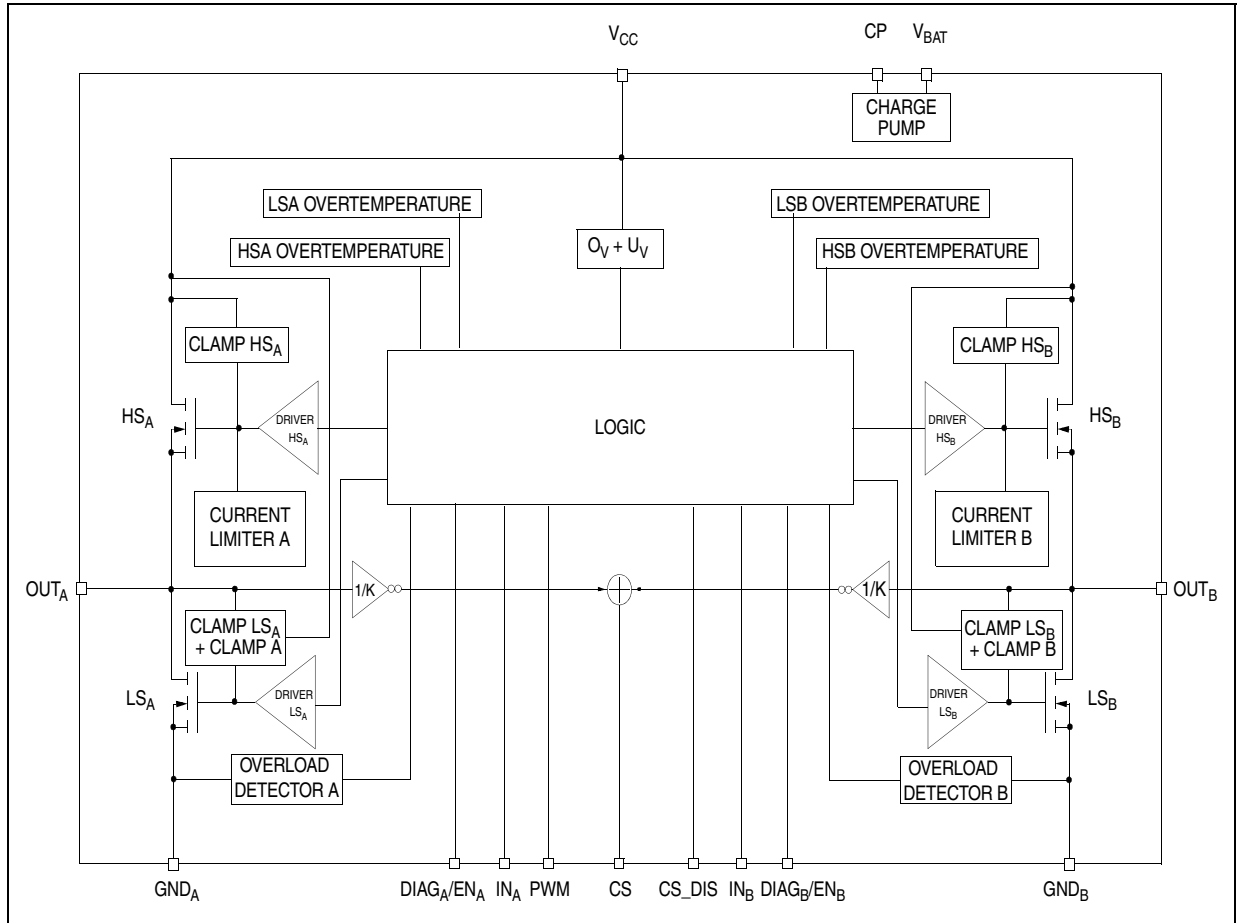 V_CC
CP
V_BAT
CHARGE
PUMP
LSA OVERTEMPERATURE
LSB OVERTEMPERATURE
O_V + U_V
HSA OVERTEMPERATURE
HSB OVERTEMPERATURE
CLAMP HS_A
CLAMP HS_B
HS_A
DRIVER
HS_A
LOGIC
DRIVER
HS_B
HS_B
CURRENT
LIMITER A
CURRENT
LIMITER B
OUT_A
1/K
1/K
OUT_B
CLAMP LS_A
+ CLAMP A
CLAMP LS_B
+ CLAMP B
LS_A
DRIVER
LS_A
DRIVER
LS_B
LS_B
OVERLOAD
DETECTOR A
OVERLOAD
DETECTOR B
GND_A
DIAG_A/EN_A
IN_A
PWM
CS
CS_DIS
IN_B
DIAG_B/EN_B
GND_B